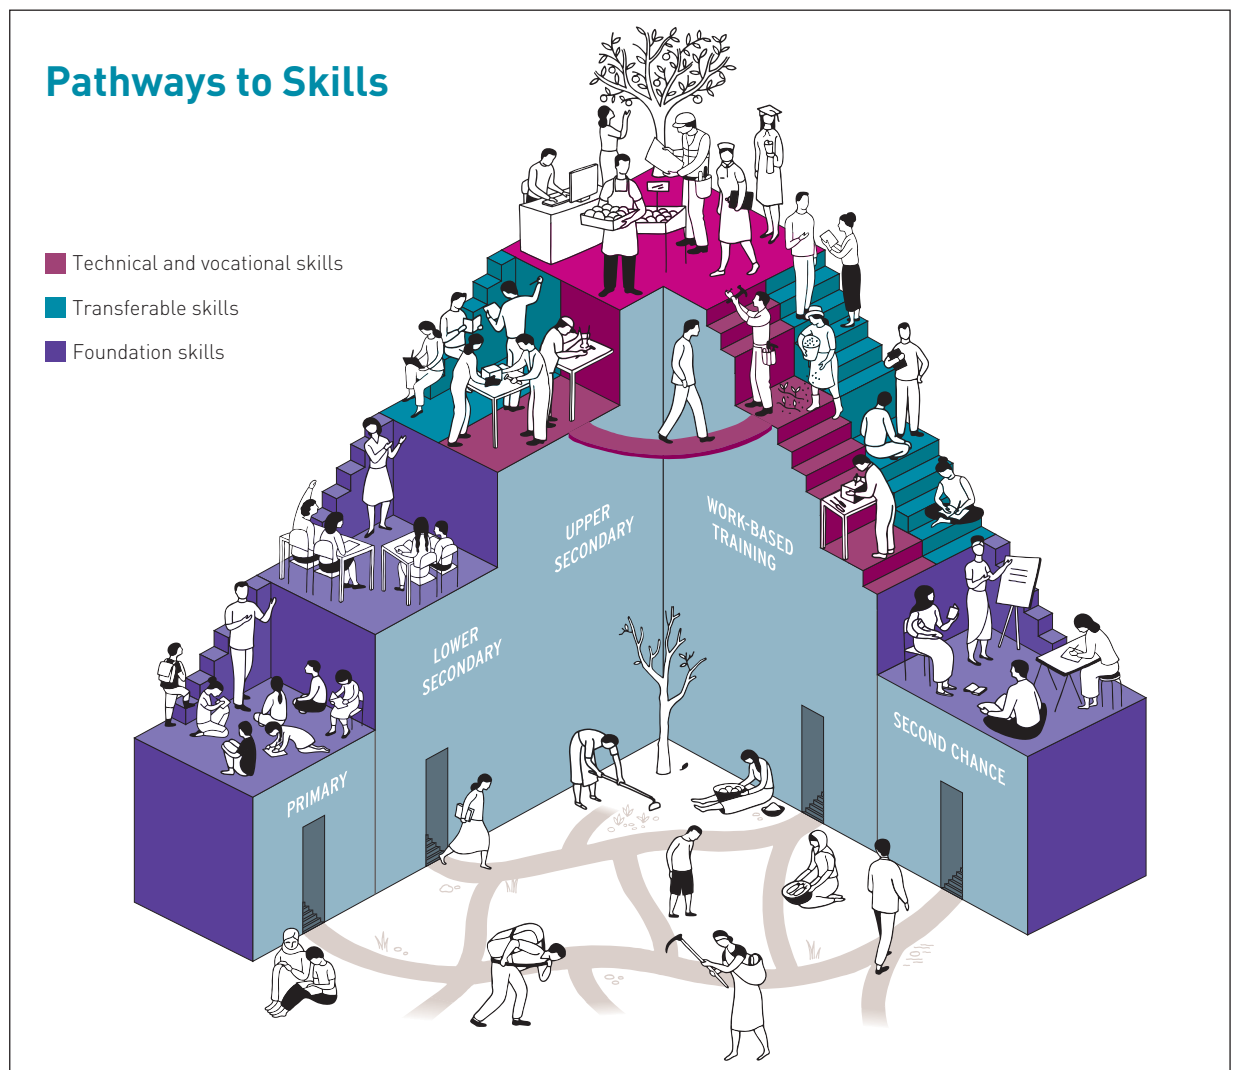 Pathways to Skills
Technical and vocational skills
Transferable skills
Foundation skills
UPPER
SECONDARY
WORK-BASED
TRAINING
LOWER
SECONDARY
SECOND CHANCE
PRIMARY